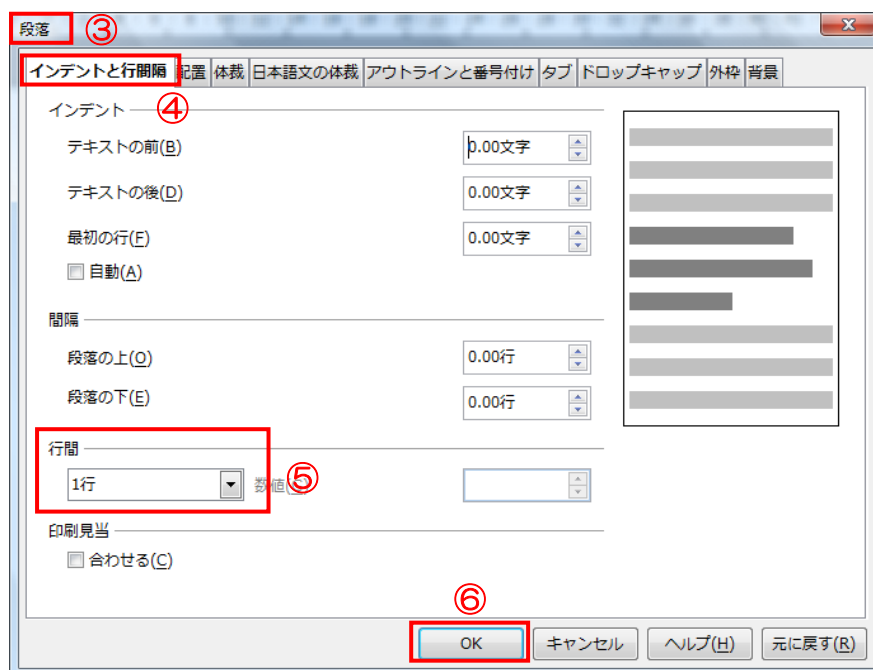 段落 ③
インデントと行間隔 配置 体裁 日本語文の体裁 アウトラインと番号付け タブ ドロップキャップ 外枠 背景
④
インデント
テキストの前(B) 0.00文字
テキストの後(D) 0.00文字
最初の行(F) 0.00文字
自動(A)
間隔
段落の上(O) 0.00行
段落の下(E) 0.00行
行間
1行 数値 ⑤
印刷見当
合わせる(C)
⑥
OK キャンセル ヘルプ(H) 元に戻す(R)